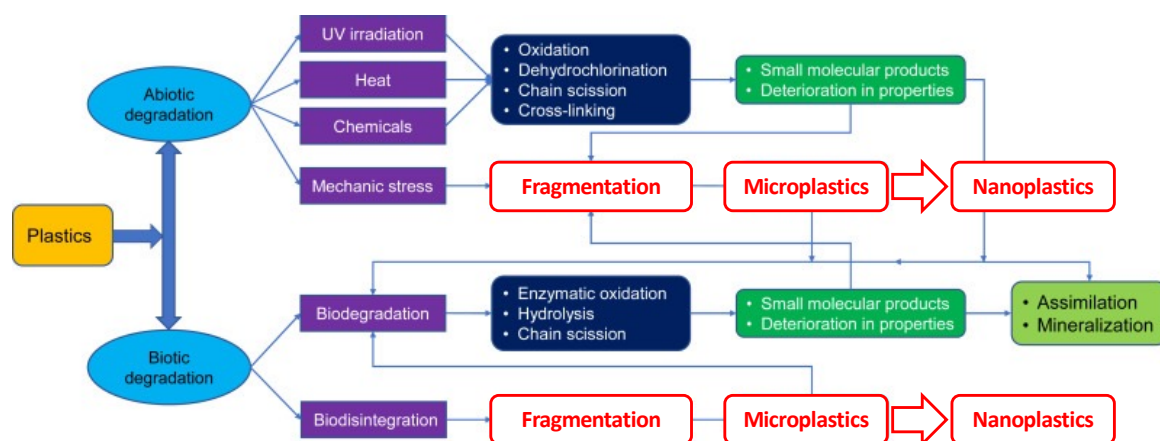 UV irradiation
Heat
Chemicals
Mechanic stress
Abiotic
degradation
• Oxidation
• Dehydrochlorination
• Chain scission
• Cross-linking
• Small molecular products
• Deterioration in properties
Fragmentation
Microplastics
Nanoplastics
Plastics
Biotic
degradation
Biodegradation
Biodisintegration
• Enzymatic oxidation
• Hydrolysis
• Chain scission
• Small molecular products
• Deterioration in properties
• Assimilation
• Mineralization
Fragmentation
Microplastics
Nanoplastics